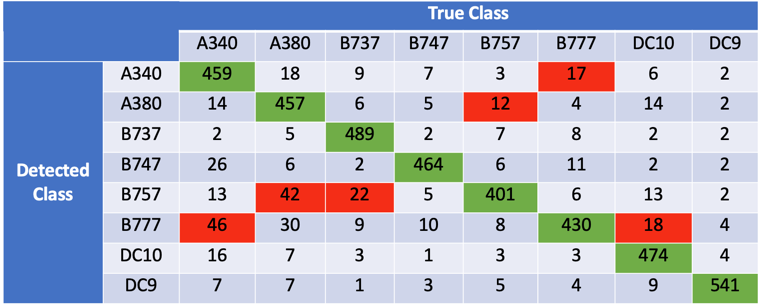 True Class
A340 A380 B737 B747 B757 B777 DC10 DC9
Detected Class
A340 459 18 9 7 3 17 6 2
A380 14 457 6 5 12 4 14 2
B737 2 5 489 2 7 8 2 2
B747 26 6 2 464 6 11 2 2
B757 13 42 22 5 401 6 13 2
B777 46 30 9 10 8 430 18 4
DC10 16 7 3 1 3 3 474 4
DC9 7 7 1 3 5 4 9 541